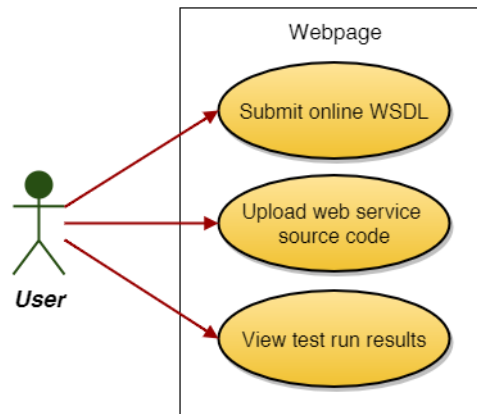 Webpage
Submit online WSDL
Upload web service
source code
User
View test run results